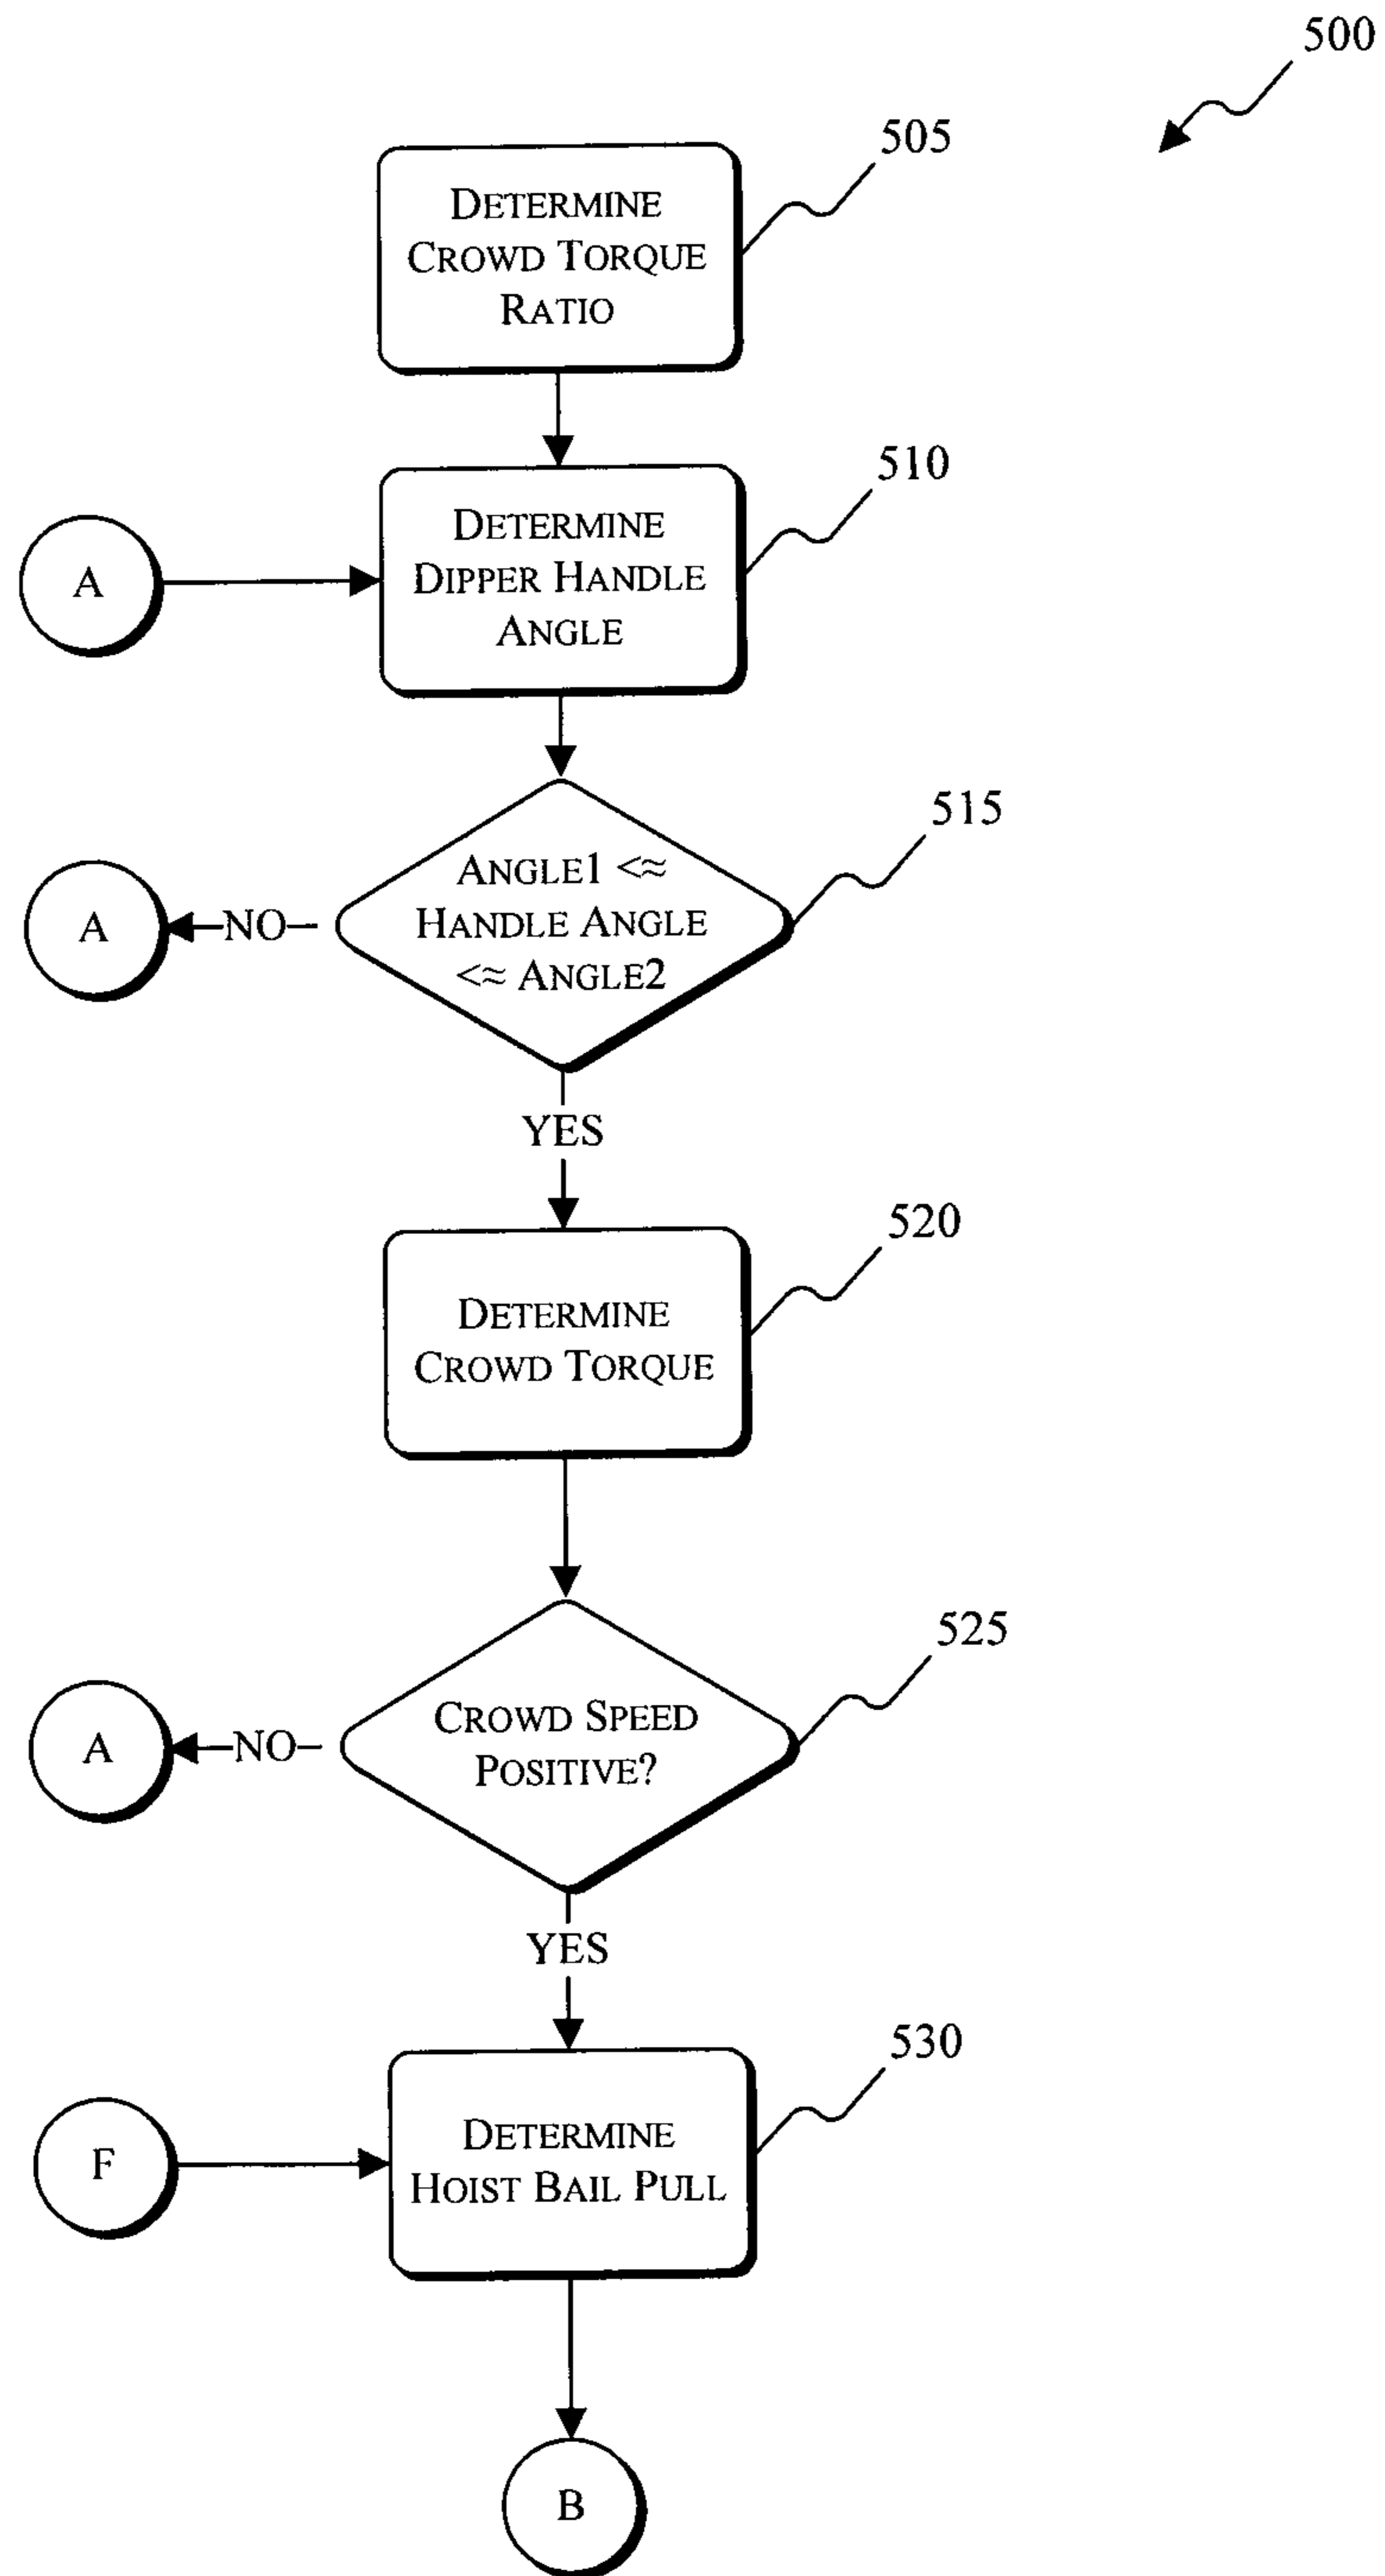 500
505
DETERMINE
CROWD TORQUE
RATIO
510
DETERMINE
DIPPER HANDLE
ANGLE
A
515
ANGLE1 <≈
HANDLE ANGLE
<≈ ANGLE2
A
NO
YES
520
DETERMINE
CROWD TORQUE
525
CROWD SPEED
POSITIVE?
A
NO
YES
530
DETERMINE
HOIST BAIL PULL
F
B